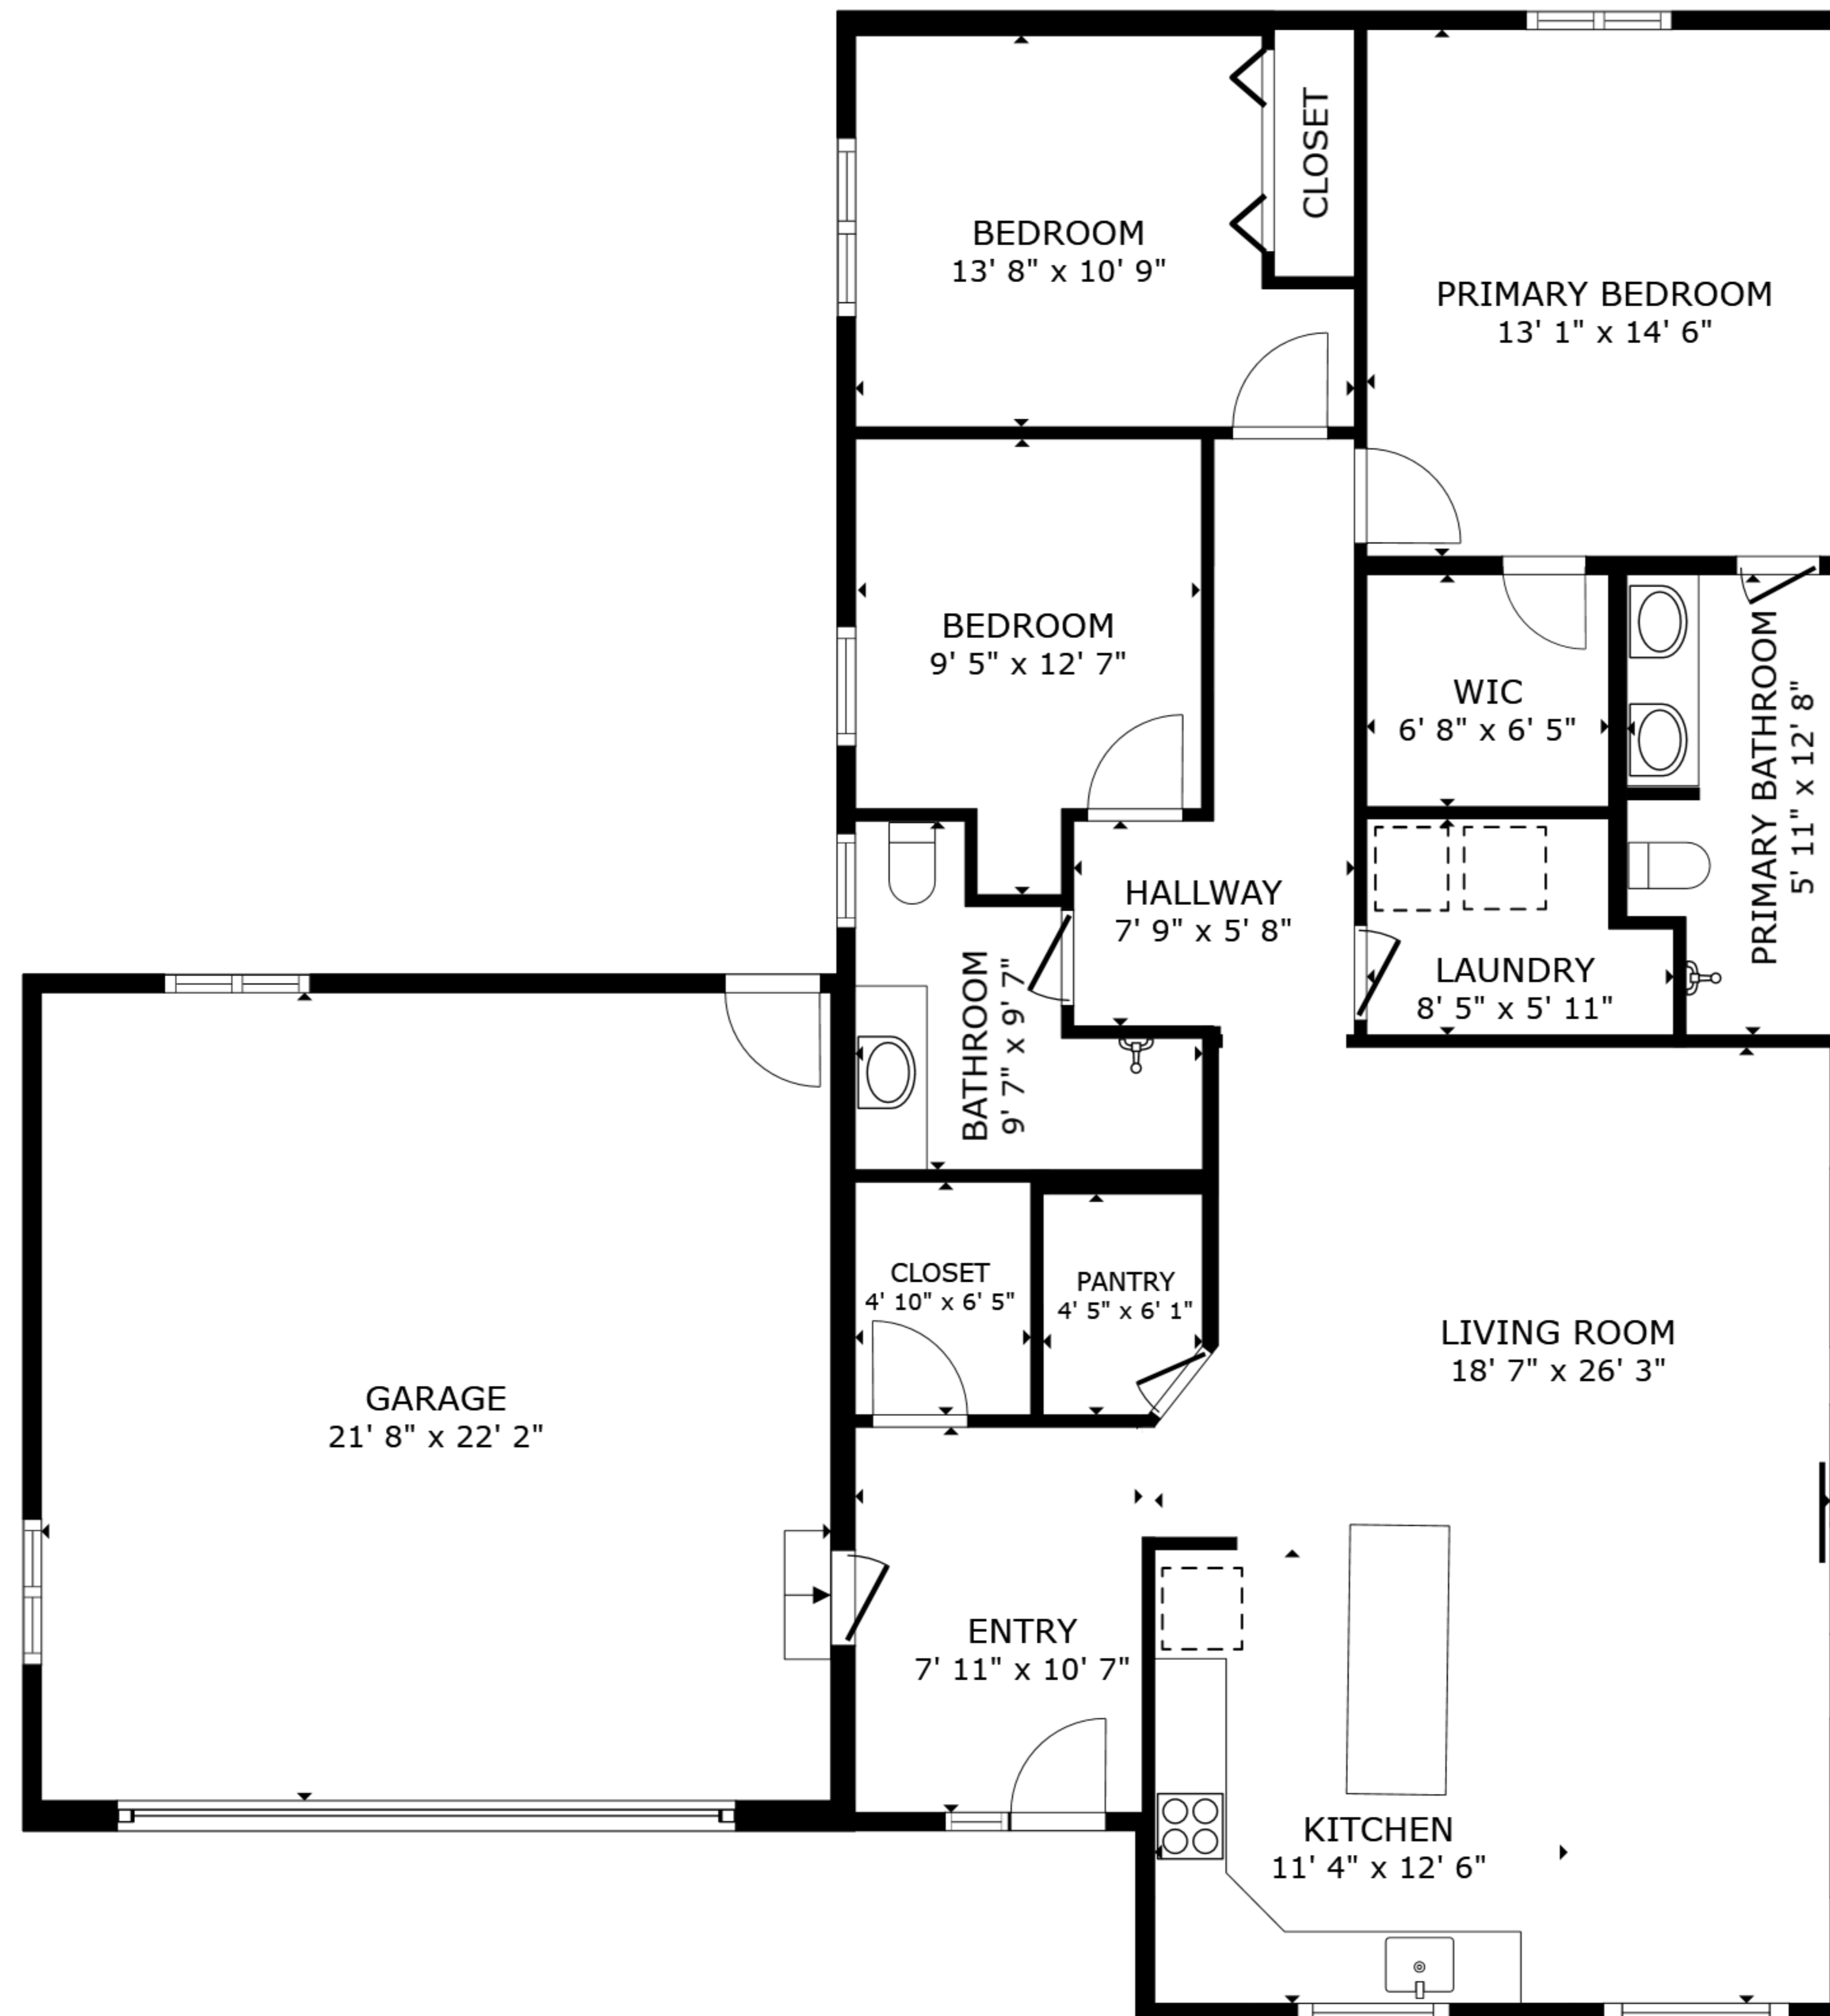 CLOSET
BEDROOM
13' 8" x 10' 9"
PRIMARY BEDROOM
13' 1" x 14' 6"
BEDROOM
9' 5" x 12' 7"
WIC
6' 8" x 6' 5"
PRIMARY BATHROOM
5' 11" x 12' 8"
HALLWAY
7' 9" x 5' 8"
LAUNDRY
8' 5" x 5' 11"
BATHROOM
9' 7" x 9' 7"
CLOSET
4' 10" x 6' 5"
PANTRY
4' 5" x 6' 1"
LIVING ROOM
18' 7" x 26' 3"
GARAGE
21' 8" x 22' 2"
ENTRY
7' 11" x 10' 7"
KITCHEN
11' 4" x 12' 6"